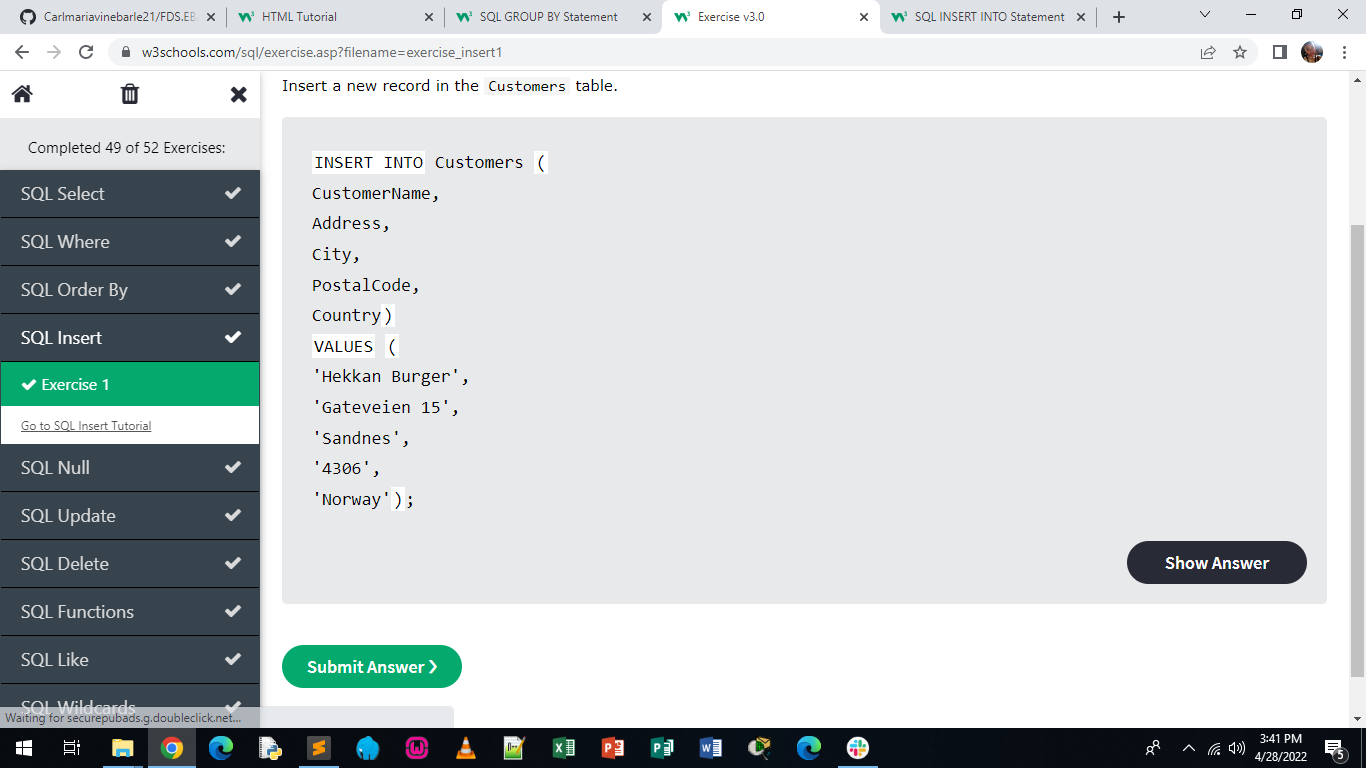 Carlmariavinebarle21/FDS.EB
HTML Tutorial
SQL GROUP BY Statement
Exercise v3.0
SQL INSERT INTO Statement
w3schools.com/sql/exercise.asp?filename=exercise_insert1
Completed 49 of 52 Exercises:
SQL Select
SQL Where
SQL Order By
SQL Insert
Exercise 1
Go to SQL Insert Tutorial
SQL Null
SQL Update
SQL Delete
SQL Functions
SQL Like
SQL Wildcards
Waiting for securepubads.g.doubleclick.net...
Insert a new record in the Customers table.
INSERT INTO Customers (
CustomerName,
Address,
City,
PostalCode,
Country)
VALUES (
'Hekkan Burger',
'Gateveien 15',
'Sandnes',
'4306',
'Norway');
Show Answer
Submit Answer ❯
3:41 PM
4/28/2022
5